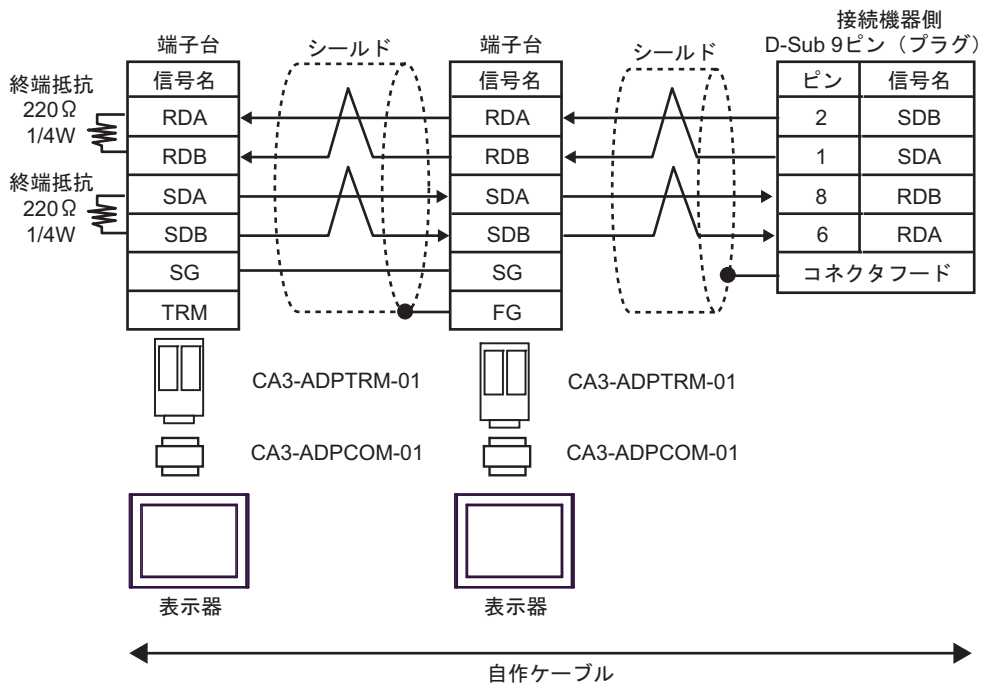 接続機器側
端子台
シールド
端子台
シールド
D-Sub 9ピン（プラグ）
終端抵抗
220Ω
1/4W
終端抵抗
220Ω
1/4W
信号名
RDA
RDB
SDA
SDB
SG
TRM
信号名
RDA
RDB
SDA
SDB
SG
FG
ピン 信号名
2 SDB
1 SDA
8 RDB
6 RDA
コネクタフード
CA3-ADPTRM-01
CA3-ADPTRM-01
CA3-ADPCOM-01
CA3-ADPCOM-01
表示器
表示器
自作ケーブル